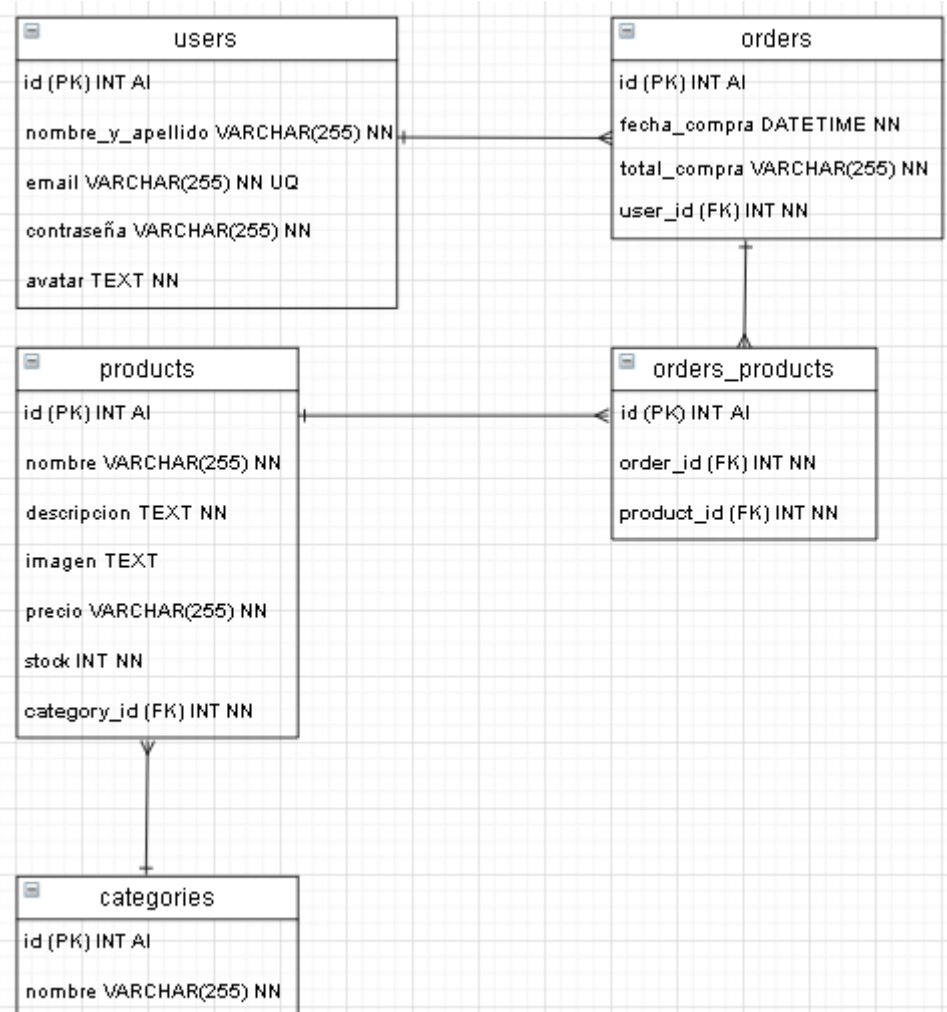 users
id (PK) INT AI
nombre_y_apellido VARCHAR(255) NN
email VARCHAR(255) NN UQ
contraseña VARCHAR(255) NN
avatar TEXT NN
orders
id (PK) INT AI
fecha_compra DATETIME NN
total_compra VARCHAR(255) NN
user_id (FK) INT NN
products
id (PK) INT AI
nombre VARCHAR(255) NN
descripcion TEXT NN
imagen TEXT
precio VARCHAR(255) NN
stock INT NN
category_id (FK) INT NN
orders_products
id (PK) INT AI
order_id (FK) INT NN
product_id (FK) INT NN
categories
id (PK) INT AI
nombre VARCHAR(255) NN